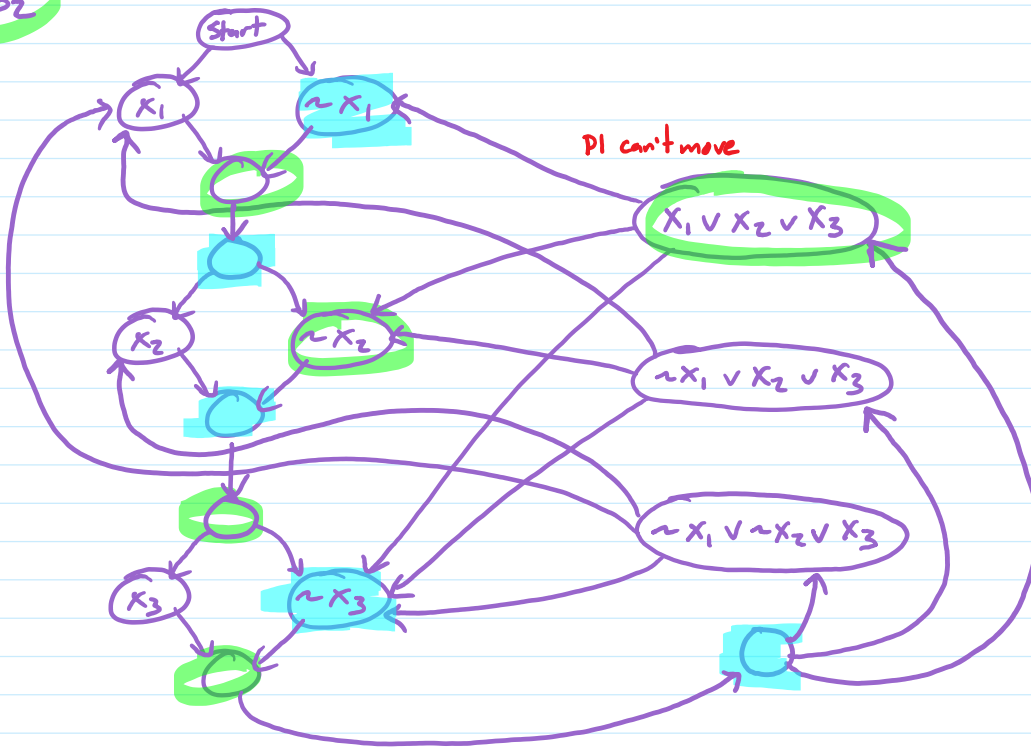 P2
Start
X1
~X1
P1 can't move
X1 ∨ X2 ∨ X3
X2
~X2
~X1 ∨ X2 ∨ X3
~X1 ∨ ~X2 ∨ X3
X3
~X3